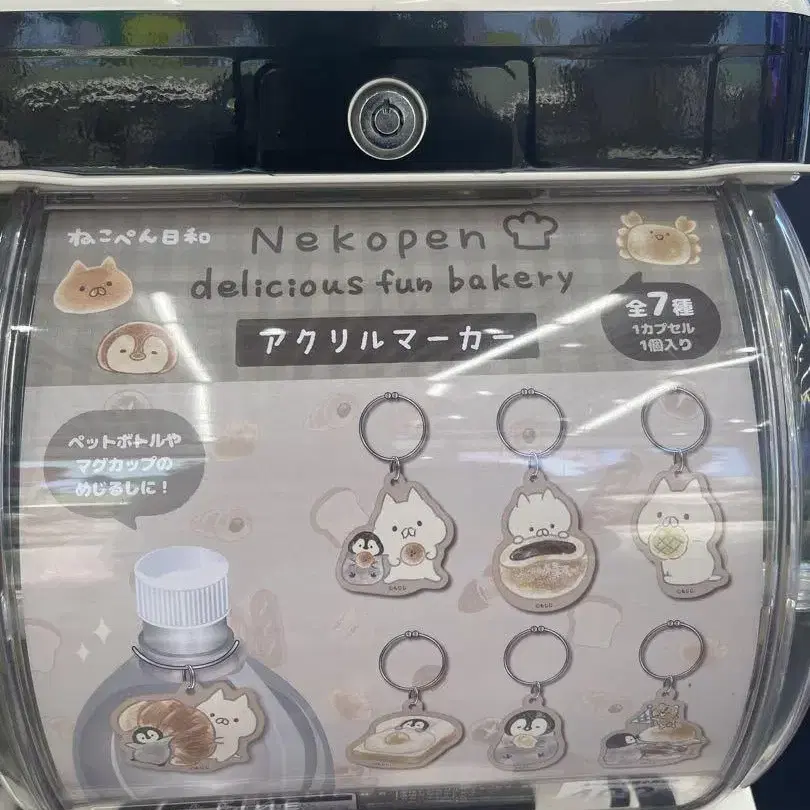 ねこぺん日和
Nekopen
delicious fun bakery
アクリルマーカー
全7種
1カプセル
1個入り
ペットボトルや
マグカップの
めじるしに！